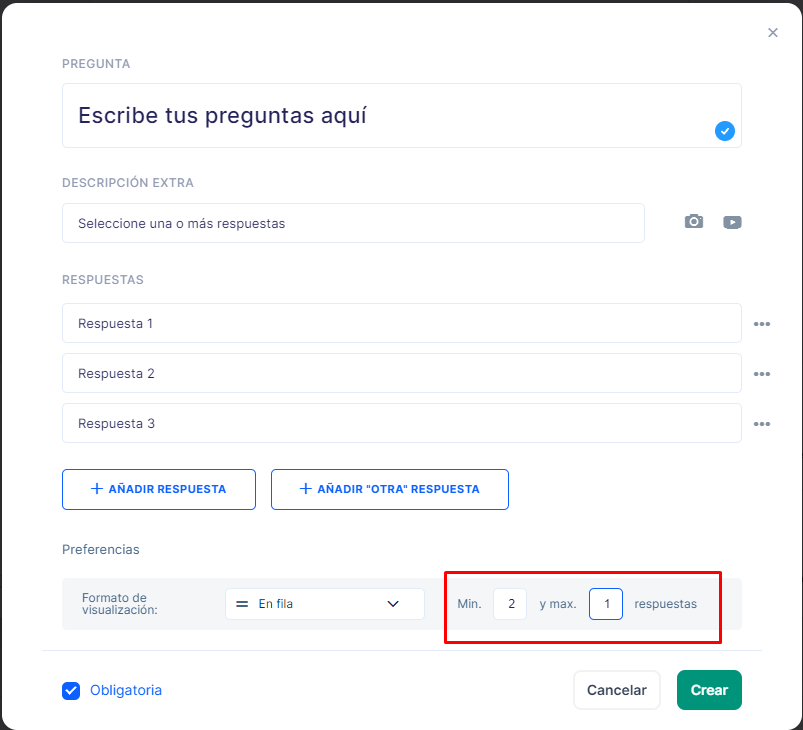 PREGUNTA
Escribe tus preguntas aquí
DESCRIPCIÓN EXTRA
Seleccione una o más respuestas
RESPUESTAS
Respuesta 1
Respuesta 2
Respuesta 3
+ AÑADIR RESPUESTA + AÑADIR "OTRA" RESPUESTA
Preferencias
Formato de
visualización:
En fila
Min. 2 y max. 1 respuestas
Obligatoria
Cancelar
Crear